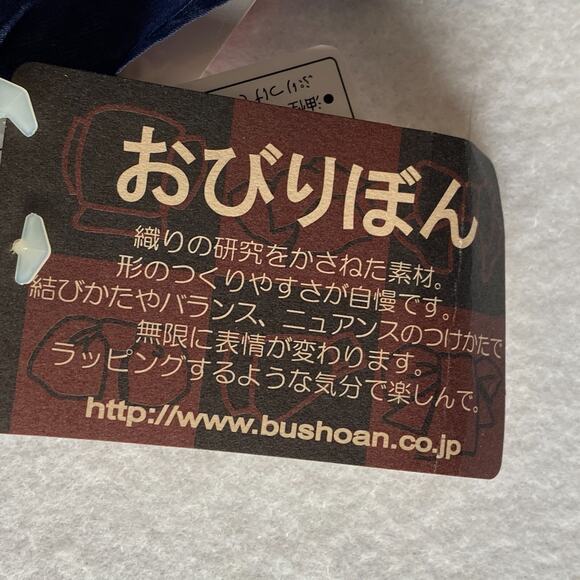 おびりぼん
織りの研究をかさねた素材。
形のつくりやすさが自慢です。
結びかたやバランス、ニュアンスのつけかたで
無限に表情が変わります。
ラッピングするような気分で楽しんで。
http://www.bushoan.co.jp